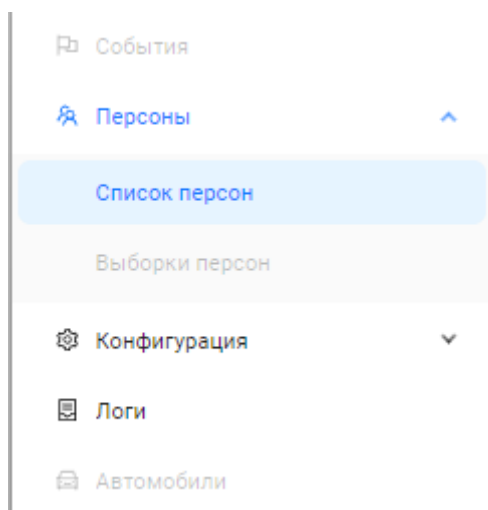 События
Персоны
Список персон
Выборки персон
Конфигурация
Логи
Автомобили